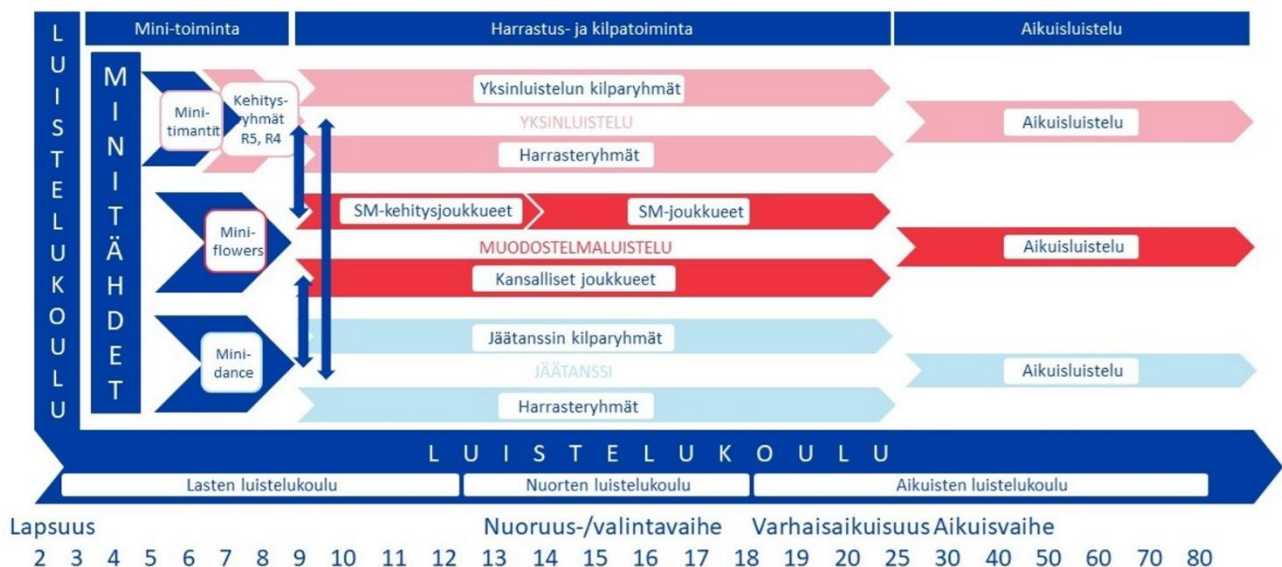 LUISTELUKOULU
Mini-toiminta
Harrastus- ja kilpatoiminta
Aikuisluistelu
MINITÄHDET
Mini-
timantit
Kehitys-
ryhmät
R5, R4
Yksinluistelun kilparyhmät
YKSINLUISTELU
Harrasteryhmät
Aikuisluistelu
Mini-
flowers
SM-kehitysjoukkueet
SM-joukkueet
MUODOSTELMALUISTELU
Kansalliset joukkueet
Aikuisluistelu
Mini-
dance
Jäätanssin kilparyhmät
JÄÄTANSSI
Harrasteryhmät
Aikuisluistelu
LUISTELUKOULU
Lasten luistelukoulu
Nuorten luistelukoulu
Aikuisten luistelukoulu
Lapsuus Nuoruus-/valintavaihe Varhaisaikuisuus Aikuisvaihe
2 3 4 5 6 7 8 9 10 11 12 13 14 15 16 17 18 19 20 25 30 40 50 60 70 80